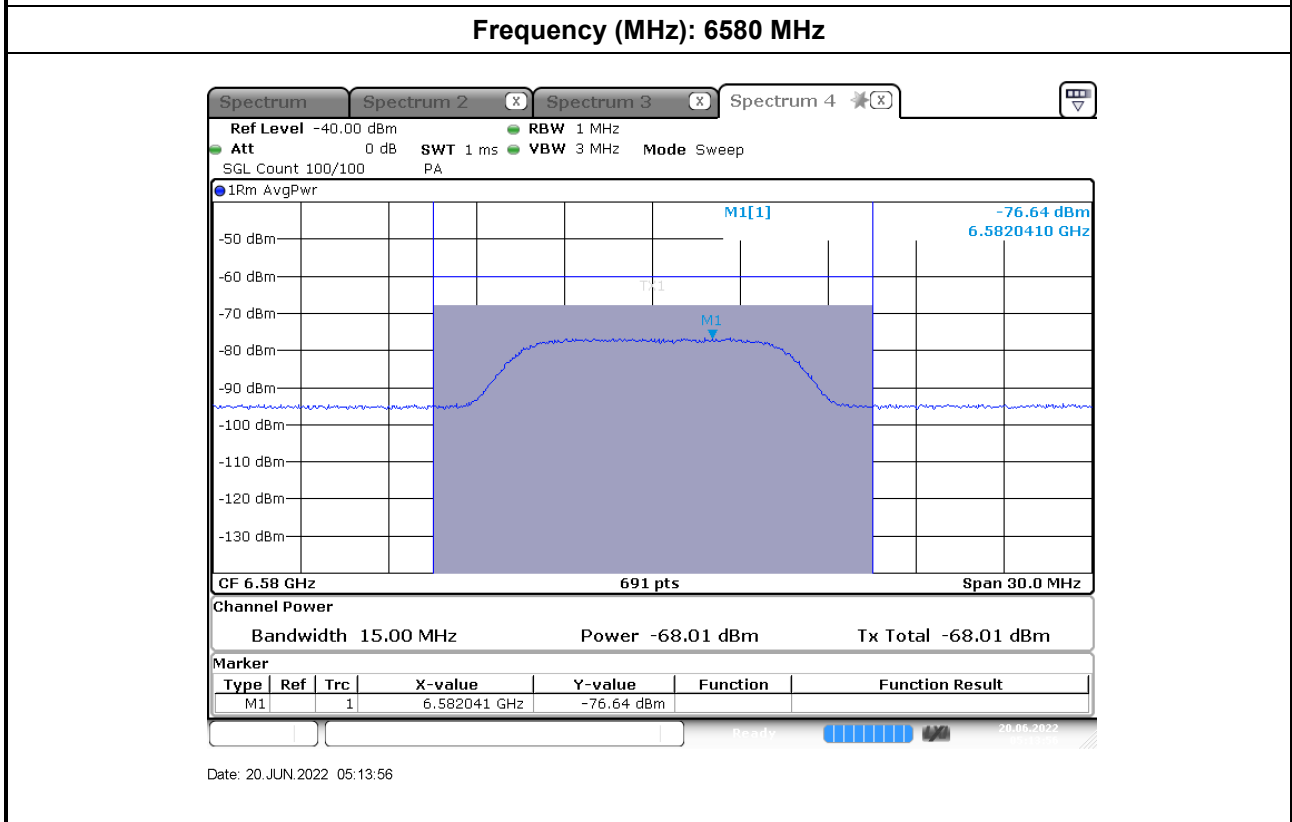 Frequency (MHz): 6580 MHz
Spectrum Spectrum 2 X Spectrum 3 X Spectrum 4 X
Ref Level -40.00 dBm RBW 1 MHz
Att 0 dB SWT 1 ms VBW 3 MHz Mode Sweep
SGL Count 100/100 PA
1Rm AvgPwr
M1[1] -76.64 dBm
6.5820410 GHz
-50 dBm
-60 dBm
TX1
-70 dBm
M1
-80 dBm
-90 dBm
-100 dBm
-110 dBm
-120 dBm
-130 dBm
CF 6.58 GHz 691 pts Span 30.0 MHz
Channel Power
Bandwidth 15.00 MHz Power -68.01 dBm Tx Total -68.01 dBm
Marker
Type Ref Trc X-value Y-value Function Function Result
M1 1 6.582041 GHz -76.64 dBm
Ready 20.06.2022
Date: 20.JUN.2022 05:13:56